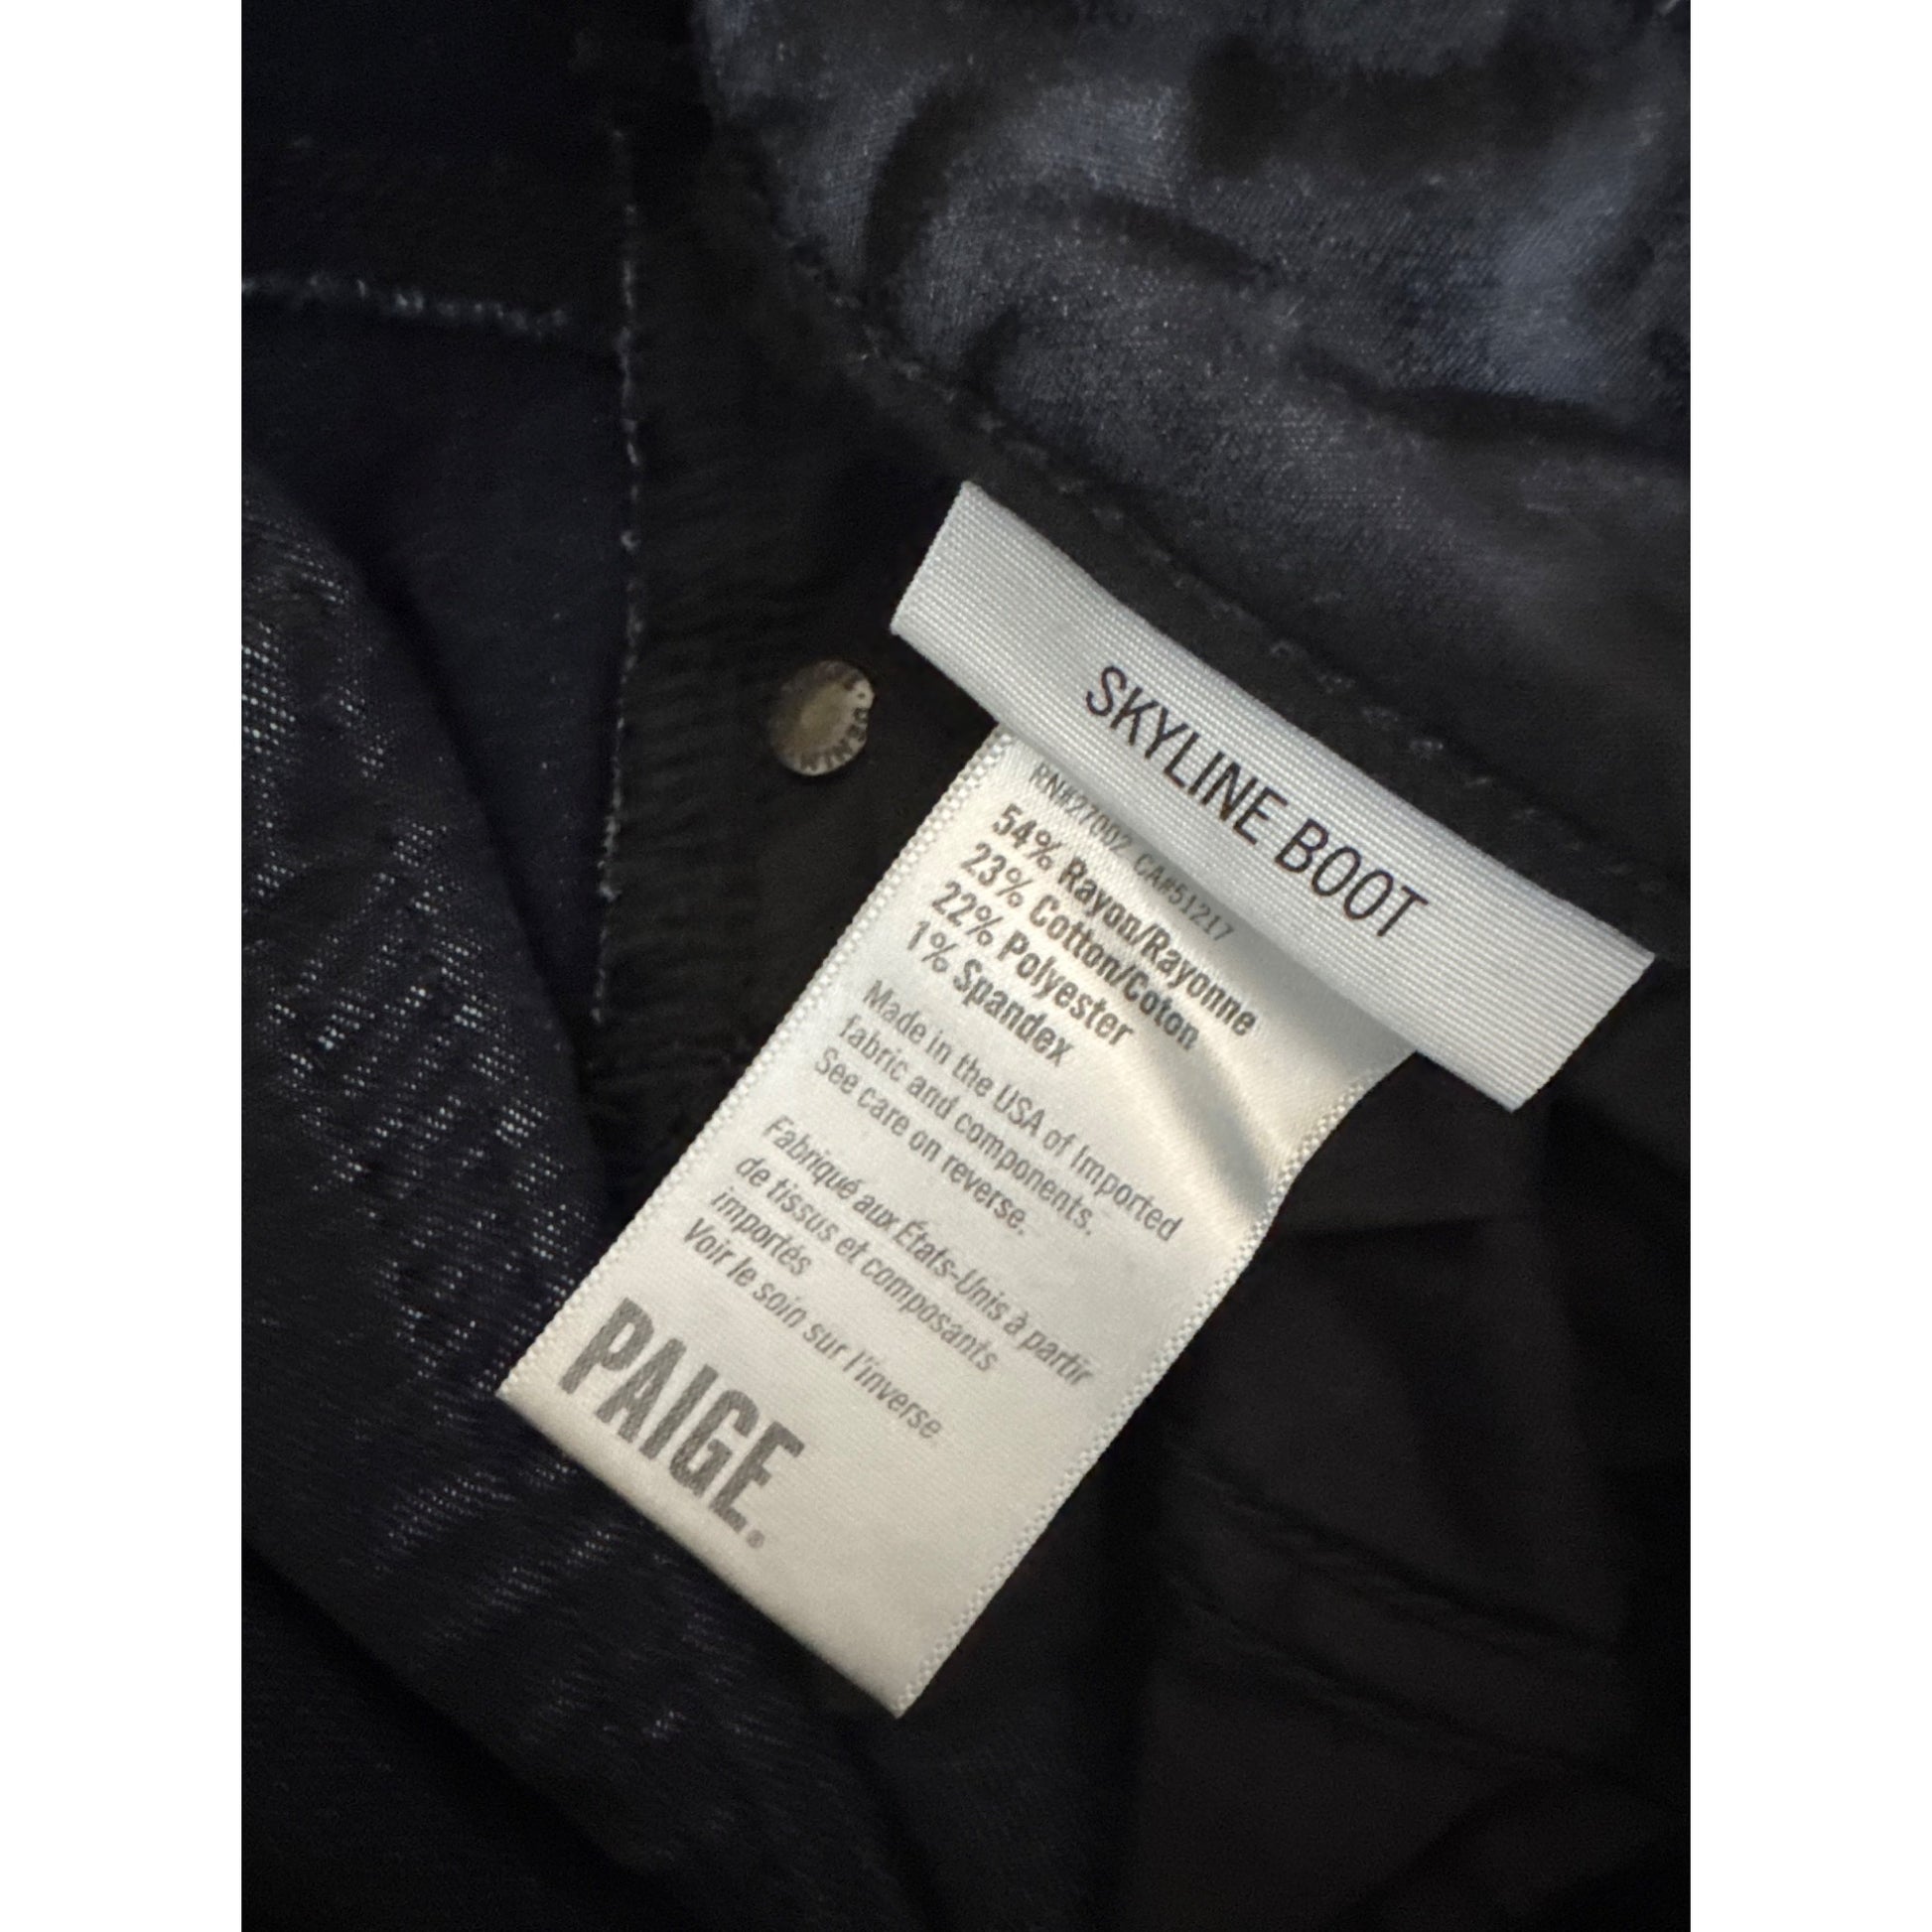 SKYLINE BOOT
RN#27002 CA#51217
54% Rayon/Rayonne
23% Cotton/Coton
22% Polyester
1% Spandex
Made in the USA of Imported
fabric and components.
See care on reverse.
Fabriqué aux États-Unis à partir
de tissus et composants
importés
Voir le soin sur l'inverse
PAIGE®